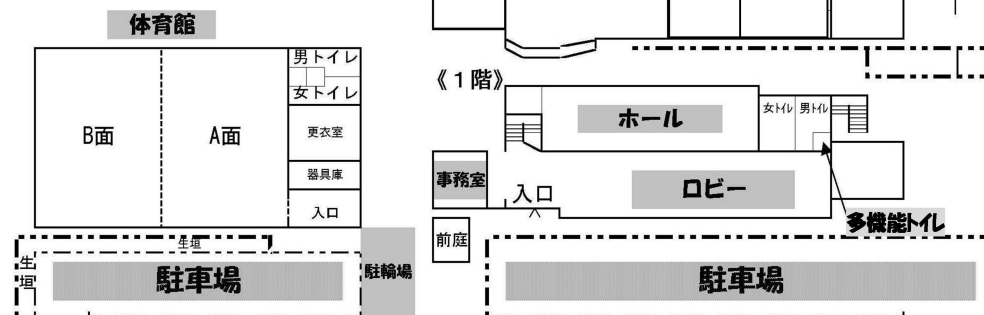 体育館
男トイレ
女トイレ
B面
A面
更衣室
器具庫
入口
生垣
生垣
駐車場
駐輪場
《1階》
ホール
女トイレ
男トイレ
事務室
入口
ロビー
多機能トイレ
前庭
駐車場